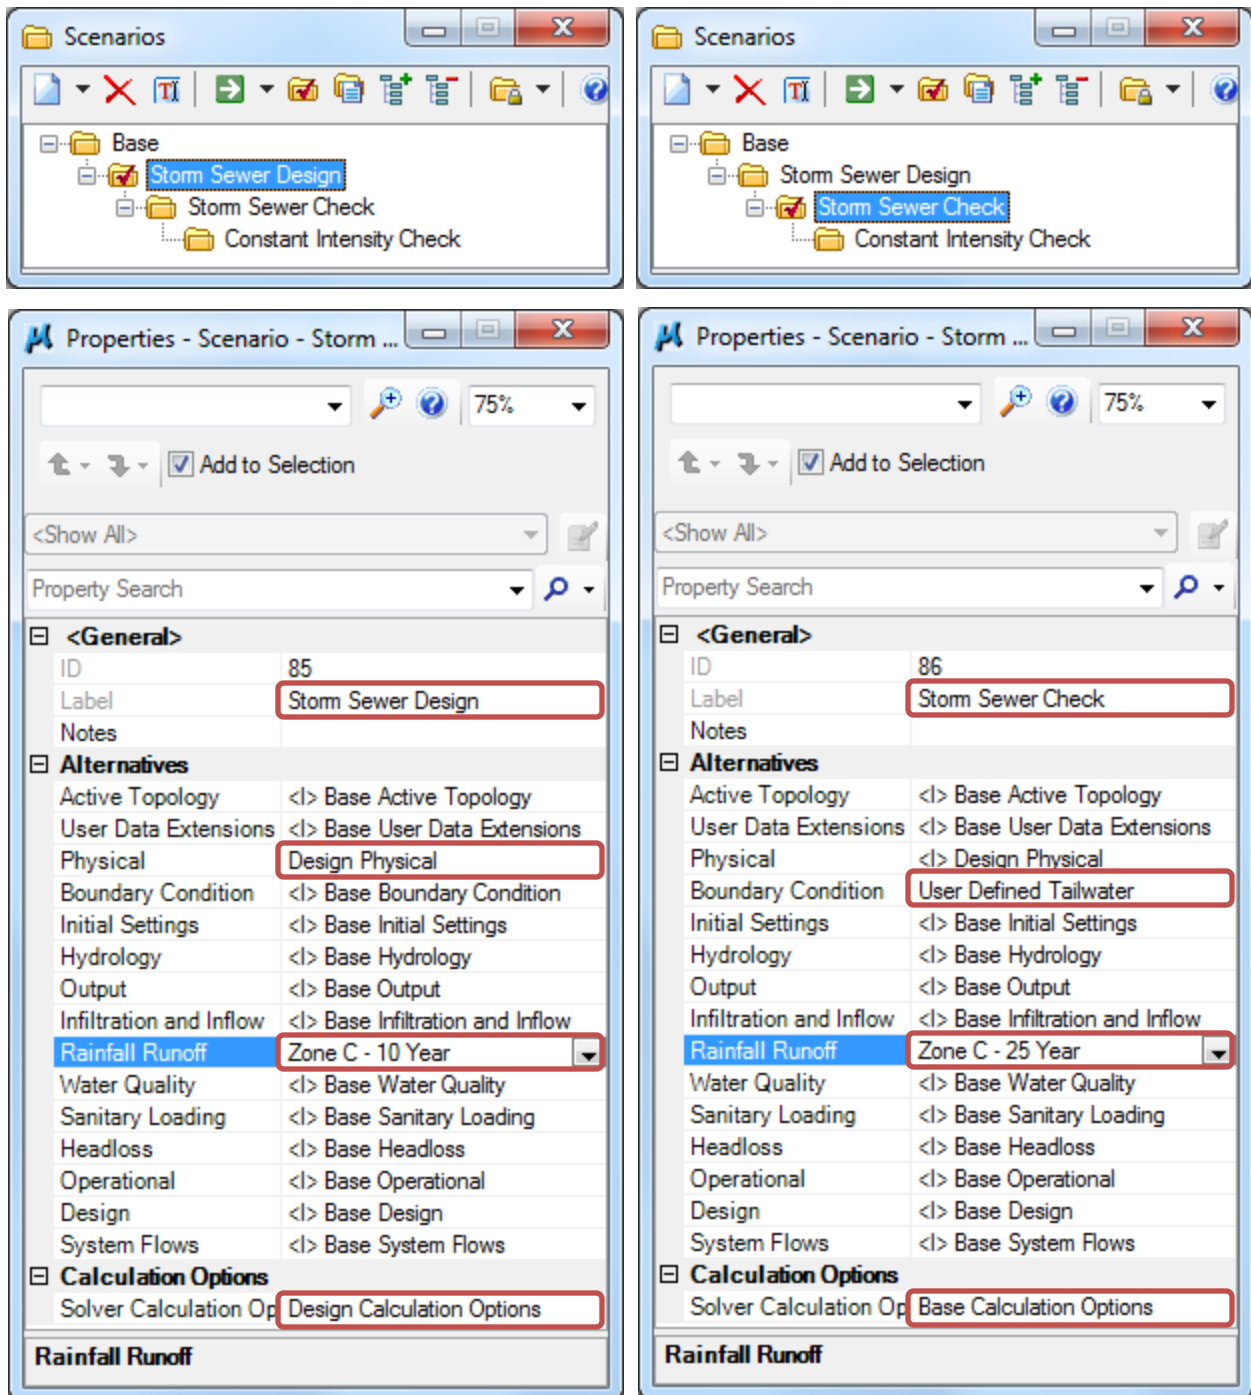 Scenarios
Base
Storm Sewer Design
Storm Sewer Check
Constant Intensity Check
Scenarios
Base
Storm Sewer Design
Storm Sewer Check
Constant Intensity Check
Properties - Scenario - Storm ...
75%
Add to Selection
<Show All>
Property Search
<General>
ID 85
Label Storm Sewer Design
Notes
Alternatives
Active Topology <I> Base Active Topology
User Data Extensions <I> Base User Data Extensions
Physical Design Physical
Boundary Condition <I> Base Boundary Condition
Initial Settings <I> Base Initial Settings
Hydrology <I> Base Hydrology
Output <I> Base Output
Infiltration and Inflow <I> Base Infiltration and Inflow
Rainfall Runoff Zone C - 10 Year
Water Quality <I> Base Water Quality
Sanitary Loading <I> Base Sanitary Loading
Headloss <I> Base Headloss
Operational <I> Base Operational
Design <I> Base Design
System Flows <I> Base System Flows
Calculation Options
Solver Calculation Op Design Calculation Options
Rainfall Runoff
Properties - Scenario - Storm ...
75%
Add to Selection
<Show All>
Property Search
<General>
ID 86
Label Storm Sewer Check
Notes
Alternatives
Active Topology <I> Base Active Topology
User Data Extensions <I> Base User Data Extensions
Physical <I> Design Physical
Boundary Condition User Defined Tailwater
Initial Settings <I> Base Initial Settings
Hydrology <I> Base Hydrology
Output <I> Base Output
Infiltration and Inflow <I> Base Infiltration and Inflow
Rainfall Runoff Zone C - 25 Year
Water Quality <I> Base Water Quality
Sanitary Loading <I> Base Sanitary Loading
Headloss <I> Base Headloss
Operational <I> Base Operational
Design <I> Base Design
System Flows <I> Base System Flows
Calculation Options
Solver Calculation Op Base Calculation Options
Rainfall Runoff